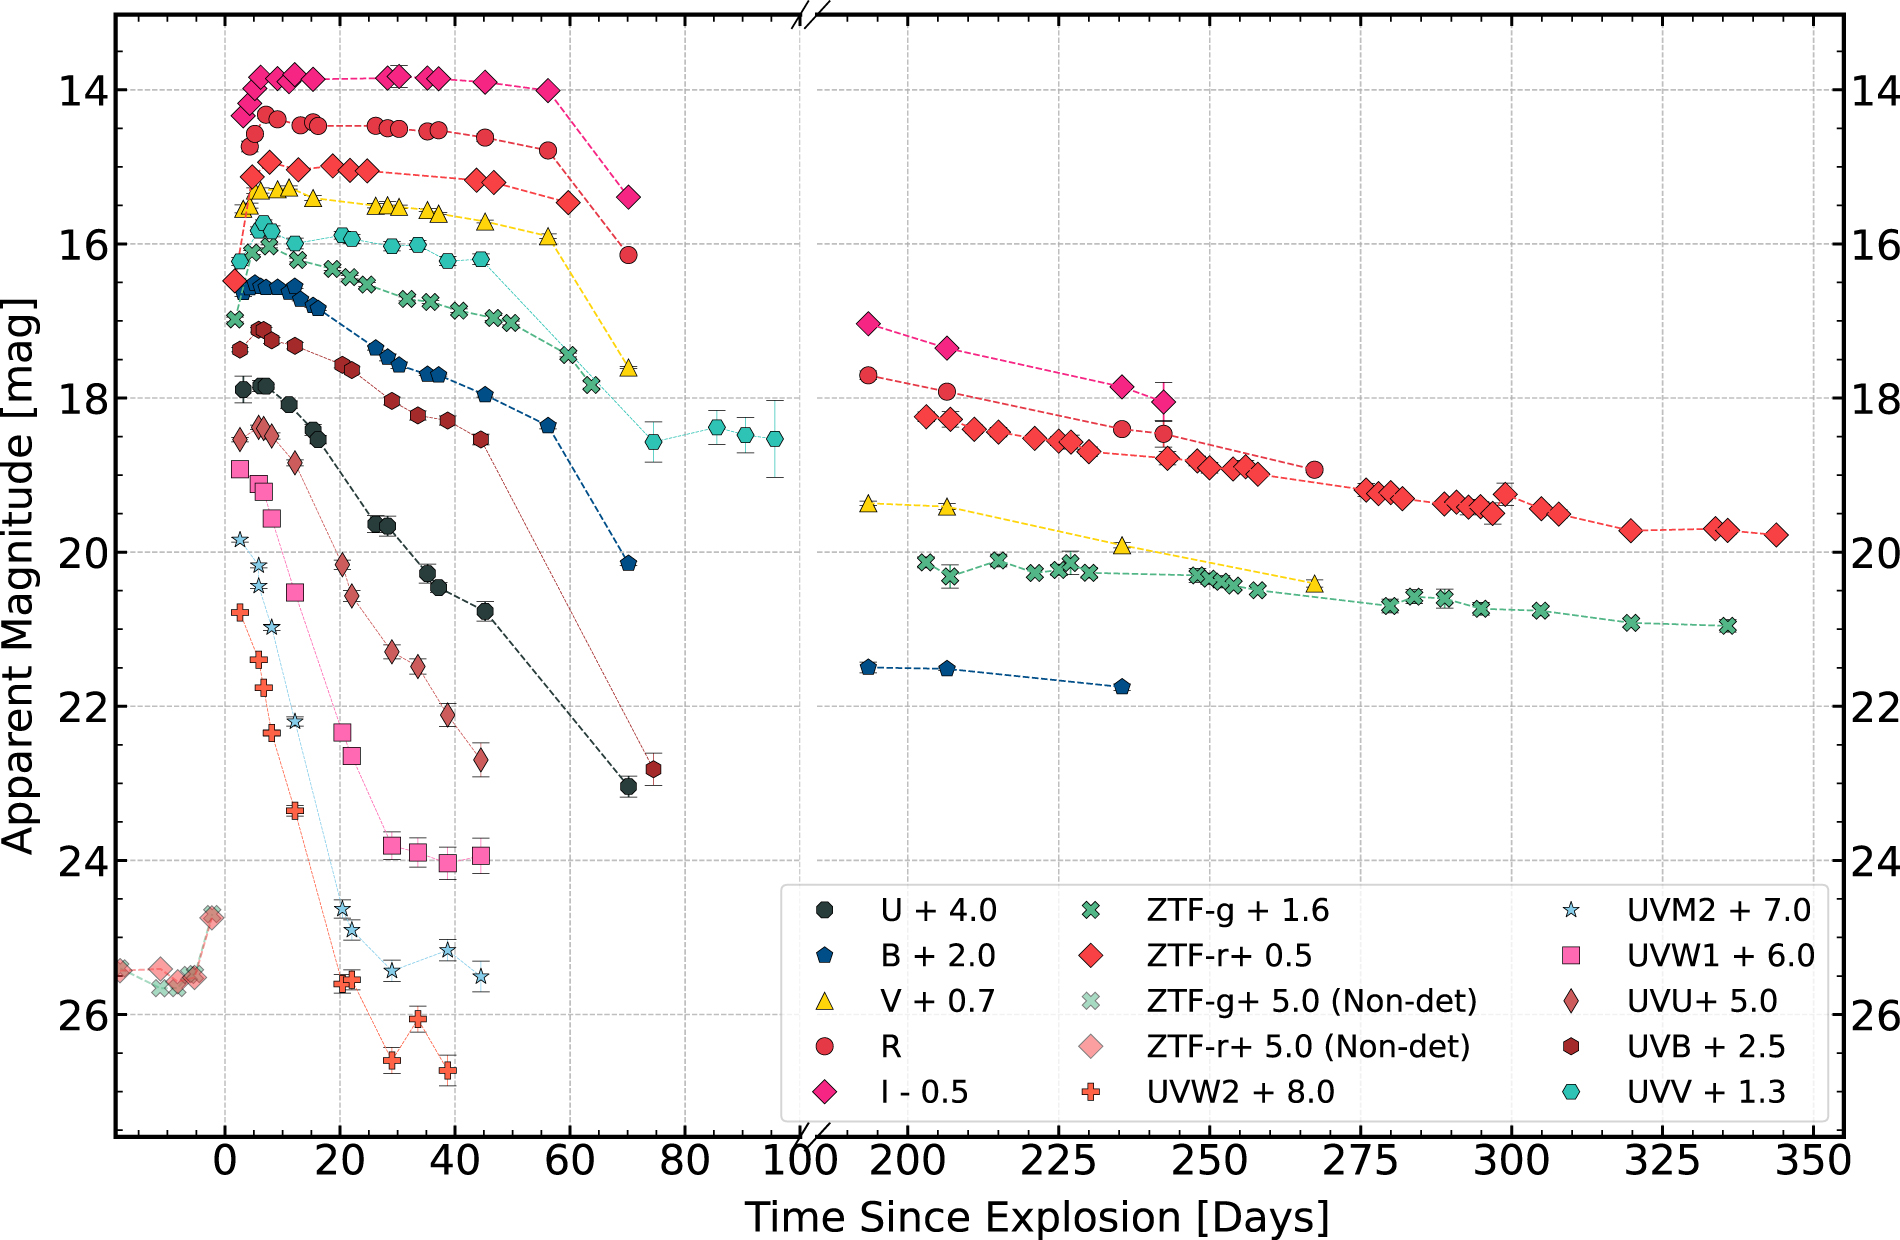 14
16
18
20
22
24
26
14
16
18
20
22
24
26
Apparent Magnitude [mag]
U + 4.0
B + 2.0
V + 0.7
R
I - 0.5
ZTF-g + 1.6
ZTF-r+ 0.5
ZTF-g+ 5.0 (Non-det)
ZTF-r+ 5.0 (Non-det)
UVW2 + 8.0
UVM2 + 7.0
UVW1 + 6.0
UVU+ 5.0
UVB + 2.5
UVV + 1.3
0 20 40 60 80 100 200 225 250 275 300 325 350
Time Since Explosion [Days]